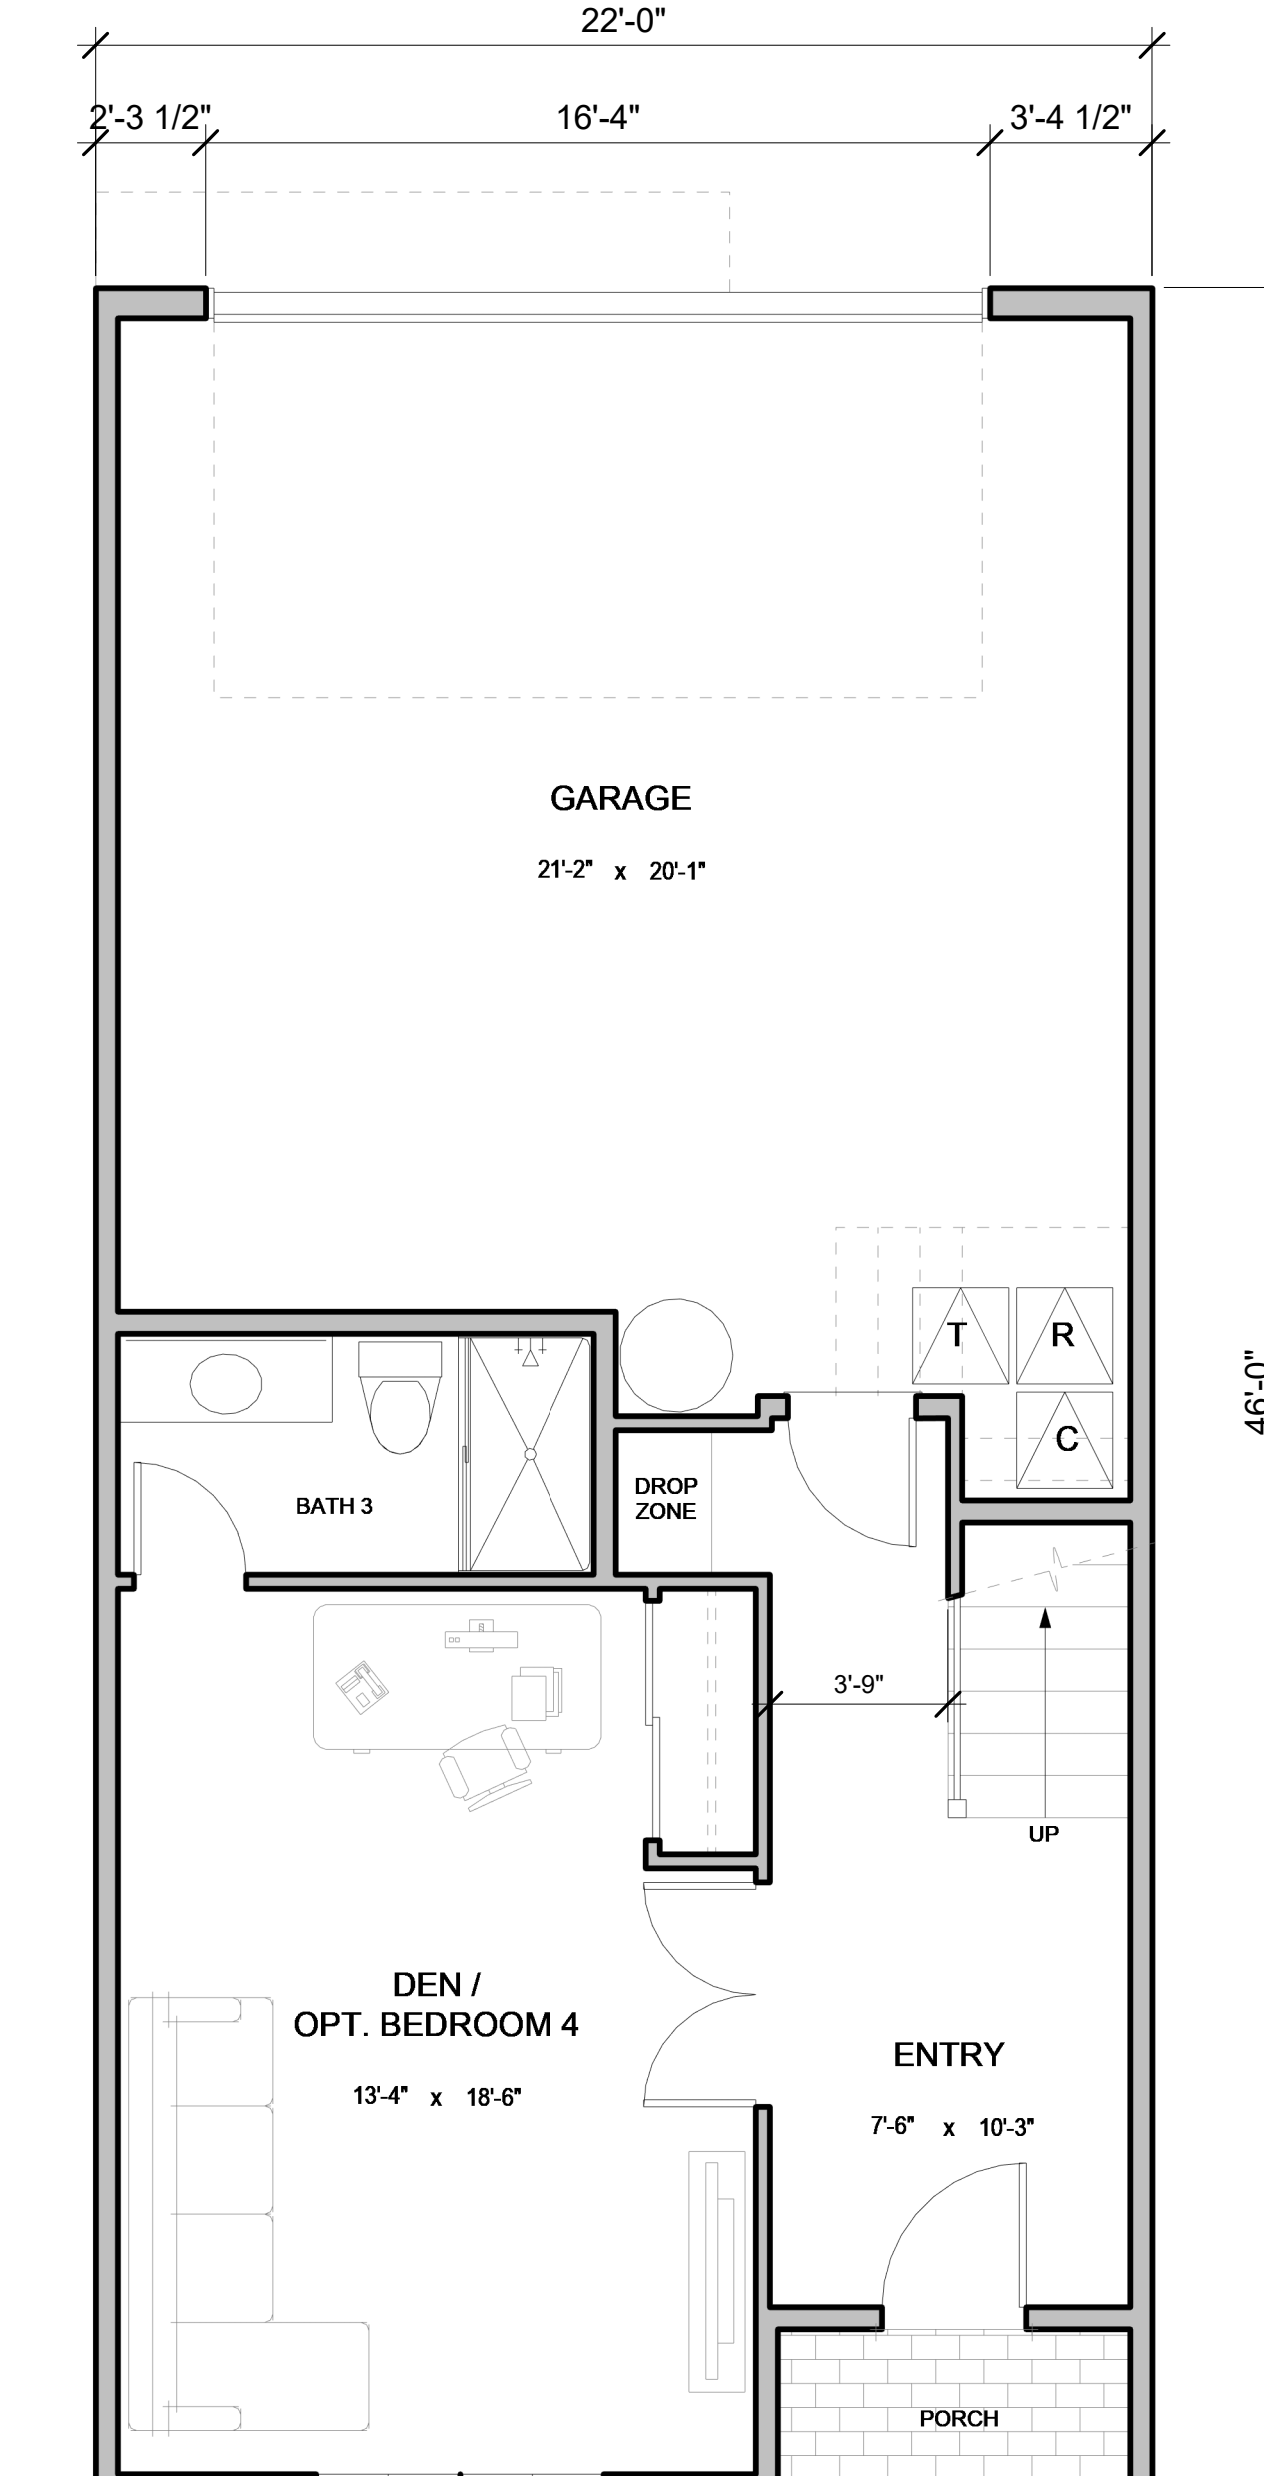 22'-0"
2'-3 1/2"
16'-4"
3'-4 1/2"
GARAGE
21'-2" x 20'-1"
T
R
C
46'-0"
DROP
ZONE
BATH 3
3'-9"
UP
DEN /
OPT. BEDROOM 4
13'-4" x 18'-6"
ENTRY
7'-6" x 10'-3"
PORCH